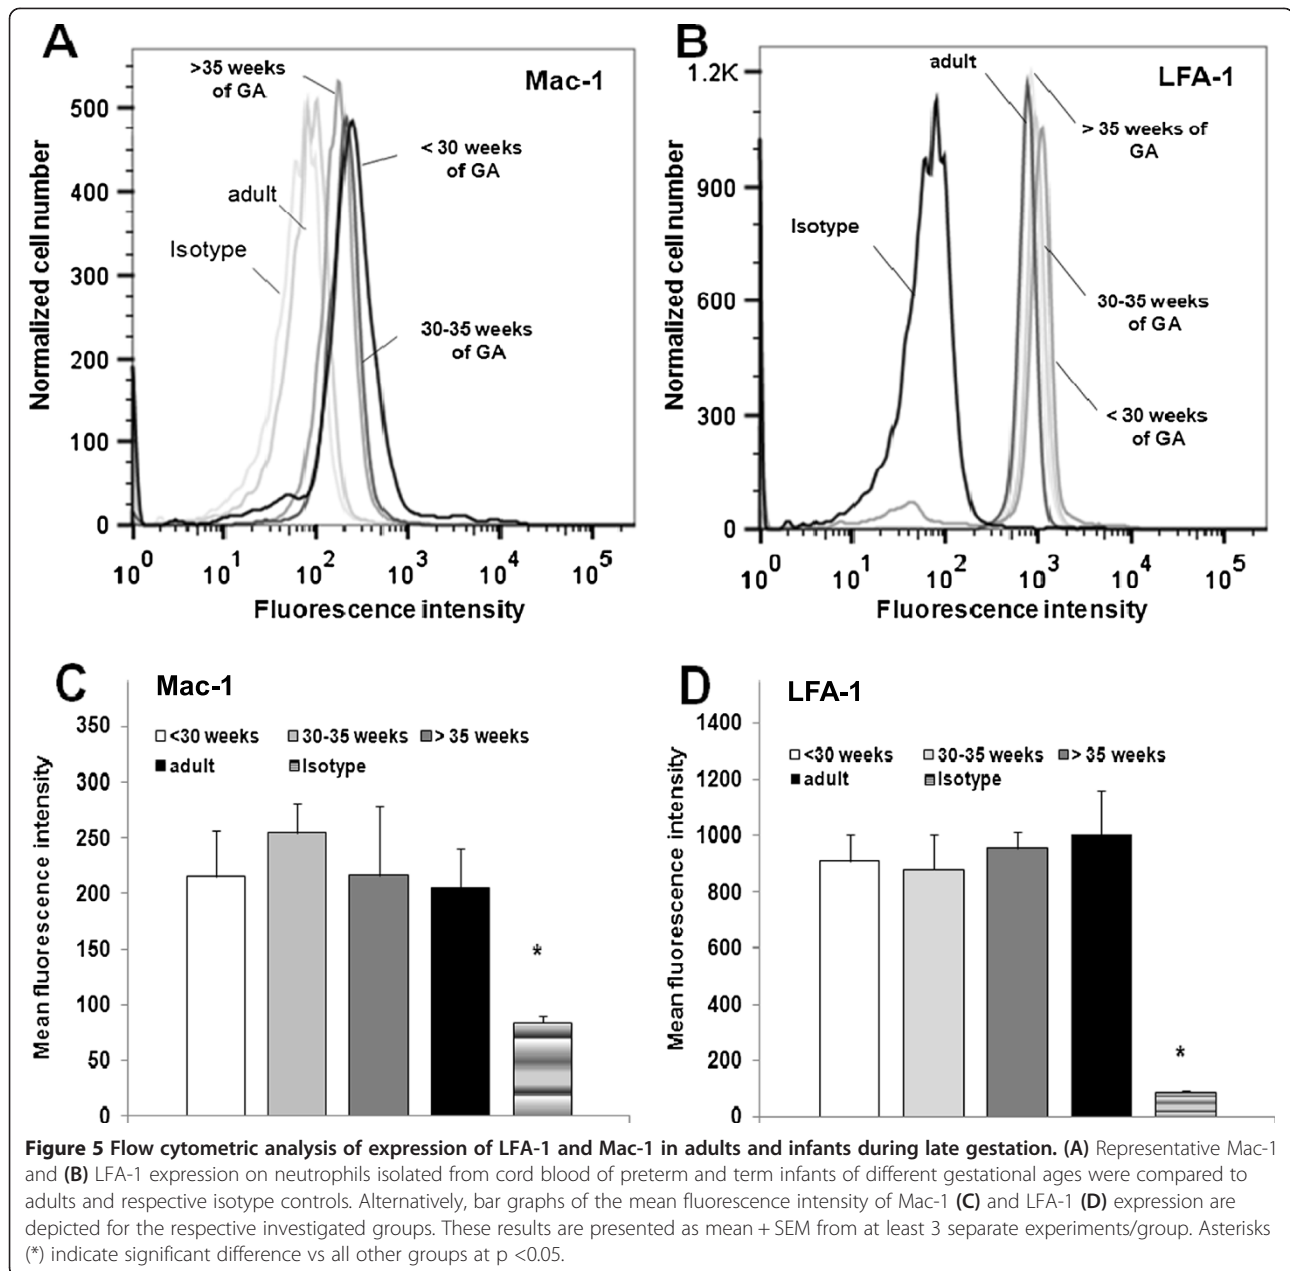 A
Mac-1
>35 weeks
of GA
< 30 weeks
of GA
adult
Isotype
30-35 weeks
of GA
Normalized cell number
500
400
300
200
100
0
10^0 10^1 10^2 10^3 10^4 10^5
Fluorescence intensity
B
LFA-1
adult
> 35 weeks of
GA
Isotype
30-35 weeks
of GA
< 30 weeks
of GA
Normalized cell number
1.2K
900
600
300
0
10^0 10^1 10^2 10^3 10^4 10^5
Fluorescence intensity
C
Mac-1
<30 weeks 30-35 weeks > 35 weeks
adult Isotype
Mean fluorescence intensity
350
300
250
200
150
100
50
0
*
D
LFA-1
<30 weeks 30-35 weeks > 35 weeks
adult Isotype
Mean fluorescence intensity
1400
1200
1000
800
600
400
200
0
*
Figure 5 Flow cytometric analysis of expression of LFA-1 and Mac-1 in adults and infants during late gestation. (A) Representative Mac-1
and (B) LFA-1 expression on neutrophils isolated from cord blood of preterm and term infants of different gestational ages were compared to
adults and respective isotype controls. Alternatively, bar graphs of the mean fluorescence intensity of Mac-1 (C) and LFA-1 (D) expression are
depicted for the respective investigated groups. These results are presented as mean + SEM from at least 3 separate experiments/group. Asterisks
(*) indicate significant difference vs all other groups at p <0.05.